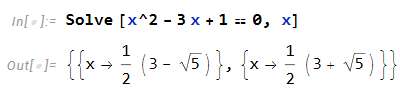 In[•]:= Solve[x^2 - 3 x + 1 == 0, x]
Out[•]= {{x → 1/2 (3 - √5)}, {x → 1/2 (3 + √5)}}